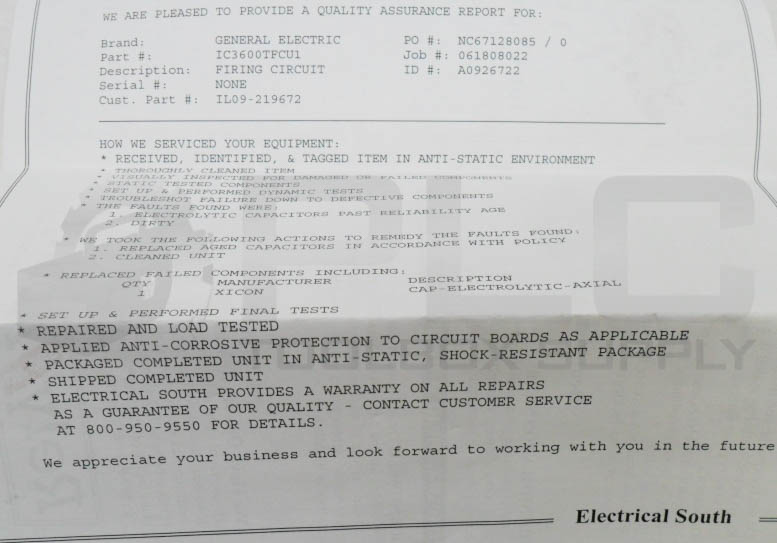 WE ARE PLEASED TO PROVIDE A QUALITY ASSURANCE REPORT FOR:
Brand: GENERAL ELECTRIC PO #: NC67128085 / 0
Part #: IC3600TFCU1 Job #: 061808022
Description: FIRING CIRCUIT ID #: A0926722
Serial #: NONE
Cust. Part #: IL09-219672
HOW WE SERVICED YOUR EQUIPMENT:
* RECEIVED, IDENTIFIED, & TAGGED ITEM IN ANTI-STATIC ENVIRONMENT
* THOROUGHLY CLEANED ITEM
* VISUALLY INSPECTED FOR DAMAGED OR FAILED COMPONENTS
* STATIC TESTED COMPONENTS
* SET UP & PERFORMED DYNAMIC TESTS
* TROUBLESHOT FAILURE DOWN TO DEFECTIVE COMPONENTS
* THE FAULTS FOUND WERE:
1. ELECTROLYTIC CAPACITORS PAST RELIABILITY AGE
2. DIRTY
* WE TOOK THE FOLLOWING ACTIONS TO REMEDY THE FAULTS FOUND:
1. REPLACED AGED CAPACITORS IN ACCORDANCE WITH POLICY
2. CLEANED UNIT
* REPLACED FAILED COMPONENTS INCLUDING:
QTY MANUFACTURER DESCRIPTION
1 XICON CAP-ELECTROLYTIC-AXIAL
* SET UP & PERFORMED FINAL TESTS
* REPAIRED AND LOAD TESTED
* APPLIED ANTI-CORROSIVE PROTECTION TO CIRCUIT BOARDS AS APPLICABLE
* PACKAGED COMPLETED UNIT IN ANTI-STATIC, SHOCK-RESISTANT PACKAGE
* SHIPPED COMPLETED UNIT
* ELECTRICAL SOUTH PROVIDES A WARRANTY ON ALL REPAIRS
AS A GUARANTEE OF OUR QUALITY - CONTACT CUSTOMER SERVICE
AT 800-950-9550 FOR DETAILS.
We appreciate your business and look forward to working with you in the future
Electrical South
PLC
SUPPLY